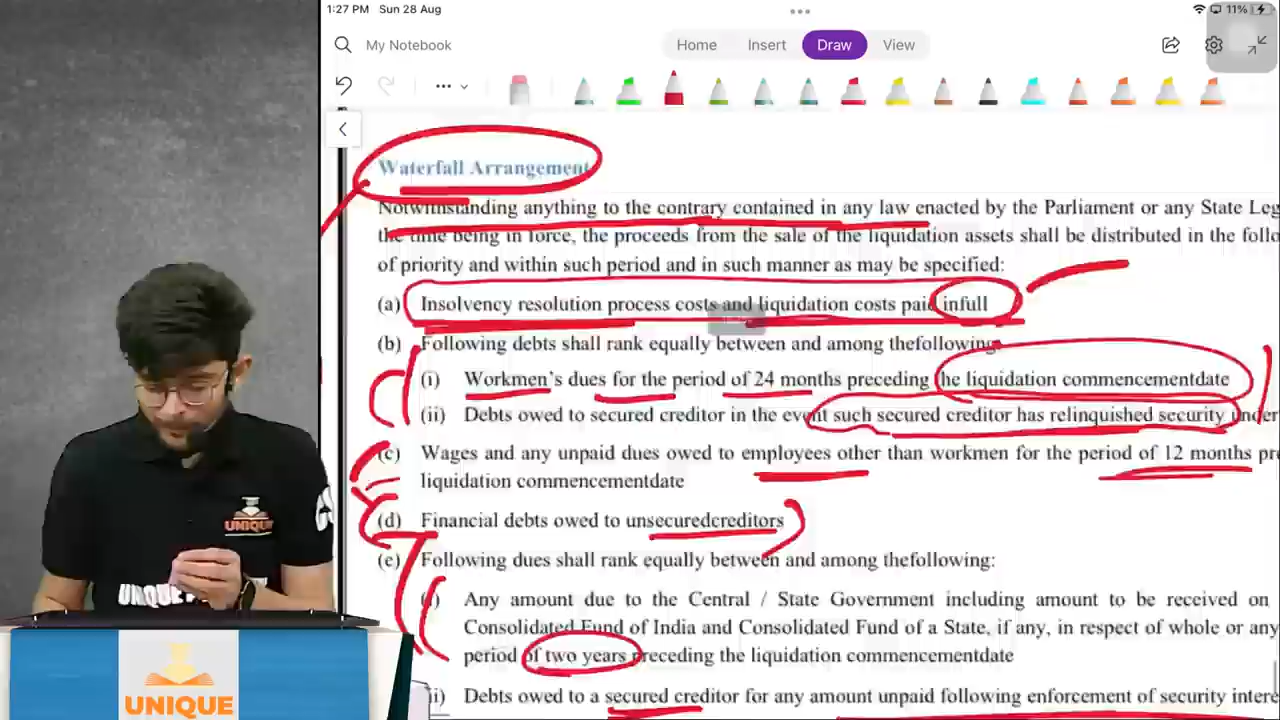 1:27 PM Sun 28 Aug
11%
My Notebook
Home Insert Draw View
Waterfall Arrangement
Notwithstanding anything to the contrary contained in any law enacted by the Parliament or any State Leg
the time being in force, the proceeds from the sale of the liquidation assets shall be distributed in the follo
of priority and within such period and in such manner as may be specified:
(a) Insolvency resolution process costs and liquidation costs paid infull
(b) Following debts shall rank equally between and among thefollowing:
(i) Workmen's dues for the period of 24 months preceding the liquidation commencementdate
(ii) Debts owed to secured creditor in the event such secured creditor has relinquished security under
(c) Wages and any unpaid dues owed to employees other than workmen for the period of 12 months pre
liquidation commencementdate
(d) Financial debts owed to unsecuredcreditors
(e) Following dues shall rank equally between and among thefollowing:
(i) Any amount due to the Central / State Government including amount to be received on
Consolidated Fund of India and Consolidated Fund of a State, if any, in respect of whole or any
period of two years preceding the liquidation commencementdate
(ii) Debts owed to a secured creditor for any amount unpaid following enforcement of security intere
UNIQUE
UNIQUE